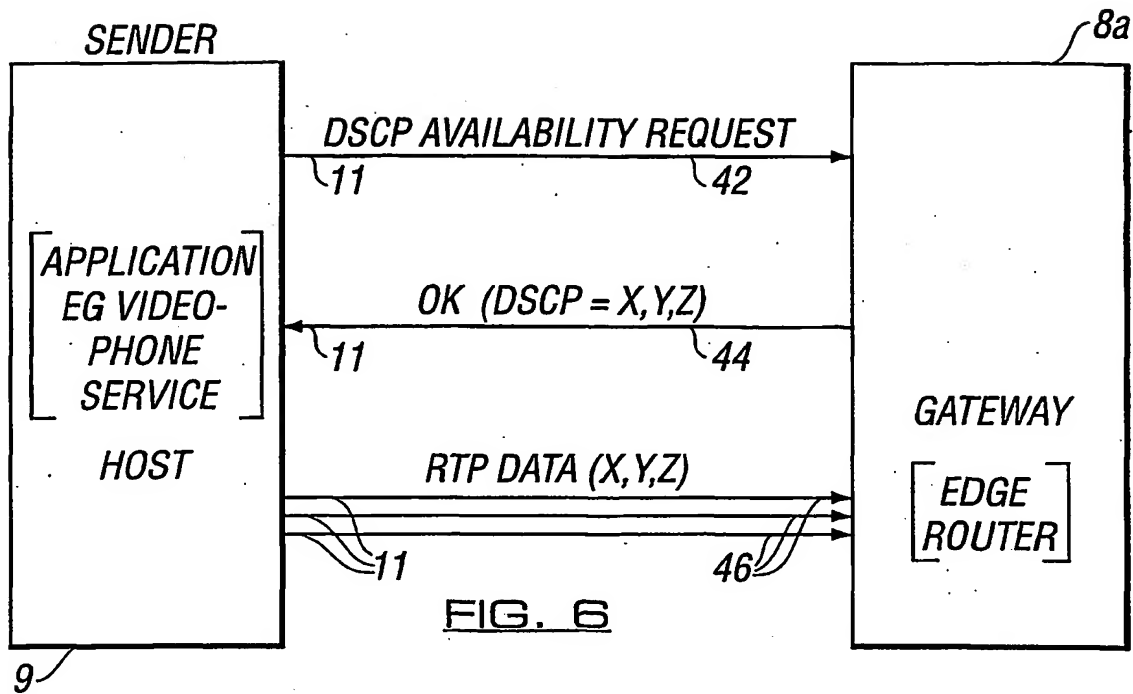 SENDER
8a
DSCP AVAILABILITY REQUEST
11
42
APPLICATION
EG VIDEO-
PHONE
SERVICE
OK (DSCP = X,Y,Z)
11
44
HOST
GATEWAY
RTP DATA (X,Y,Z)
EDGE
ROUTER
11
46
FIG. 6
9